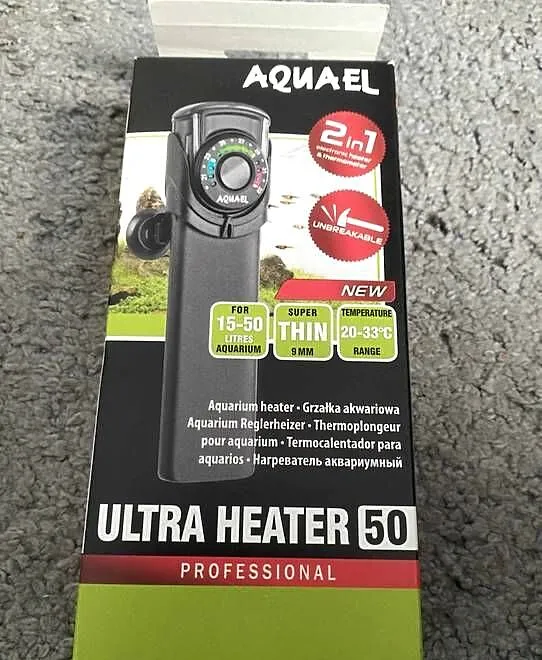 AQUAEL
2in1
electronic heater
& thermometer
AQUAEL
UNBREAKABLE
NEW
FOR
15-50
LITRES
AQUARIUM
SUPER
THIN
9 MM
TEMPERATURE
20-33°C
RANGE
Aquarium heater • Grzałka akwariowa
Aquarium Reglerheizer • Thermoplongeur
pour aquarium • Termocalentador para
aquarios • Нагреватель аквариумный
ULTRA HEATER 50
PROFESSIONAL